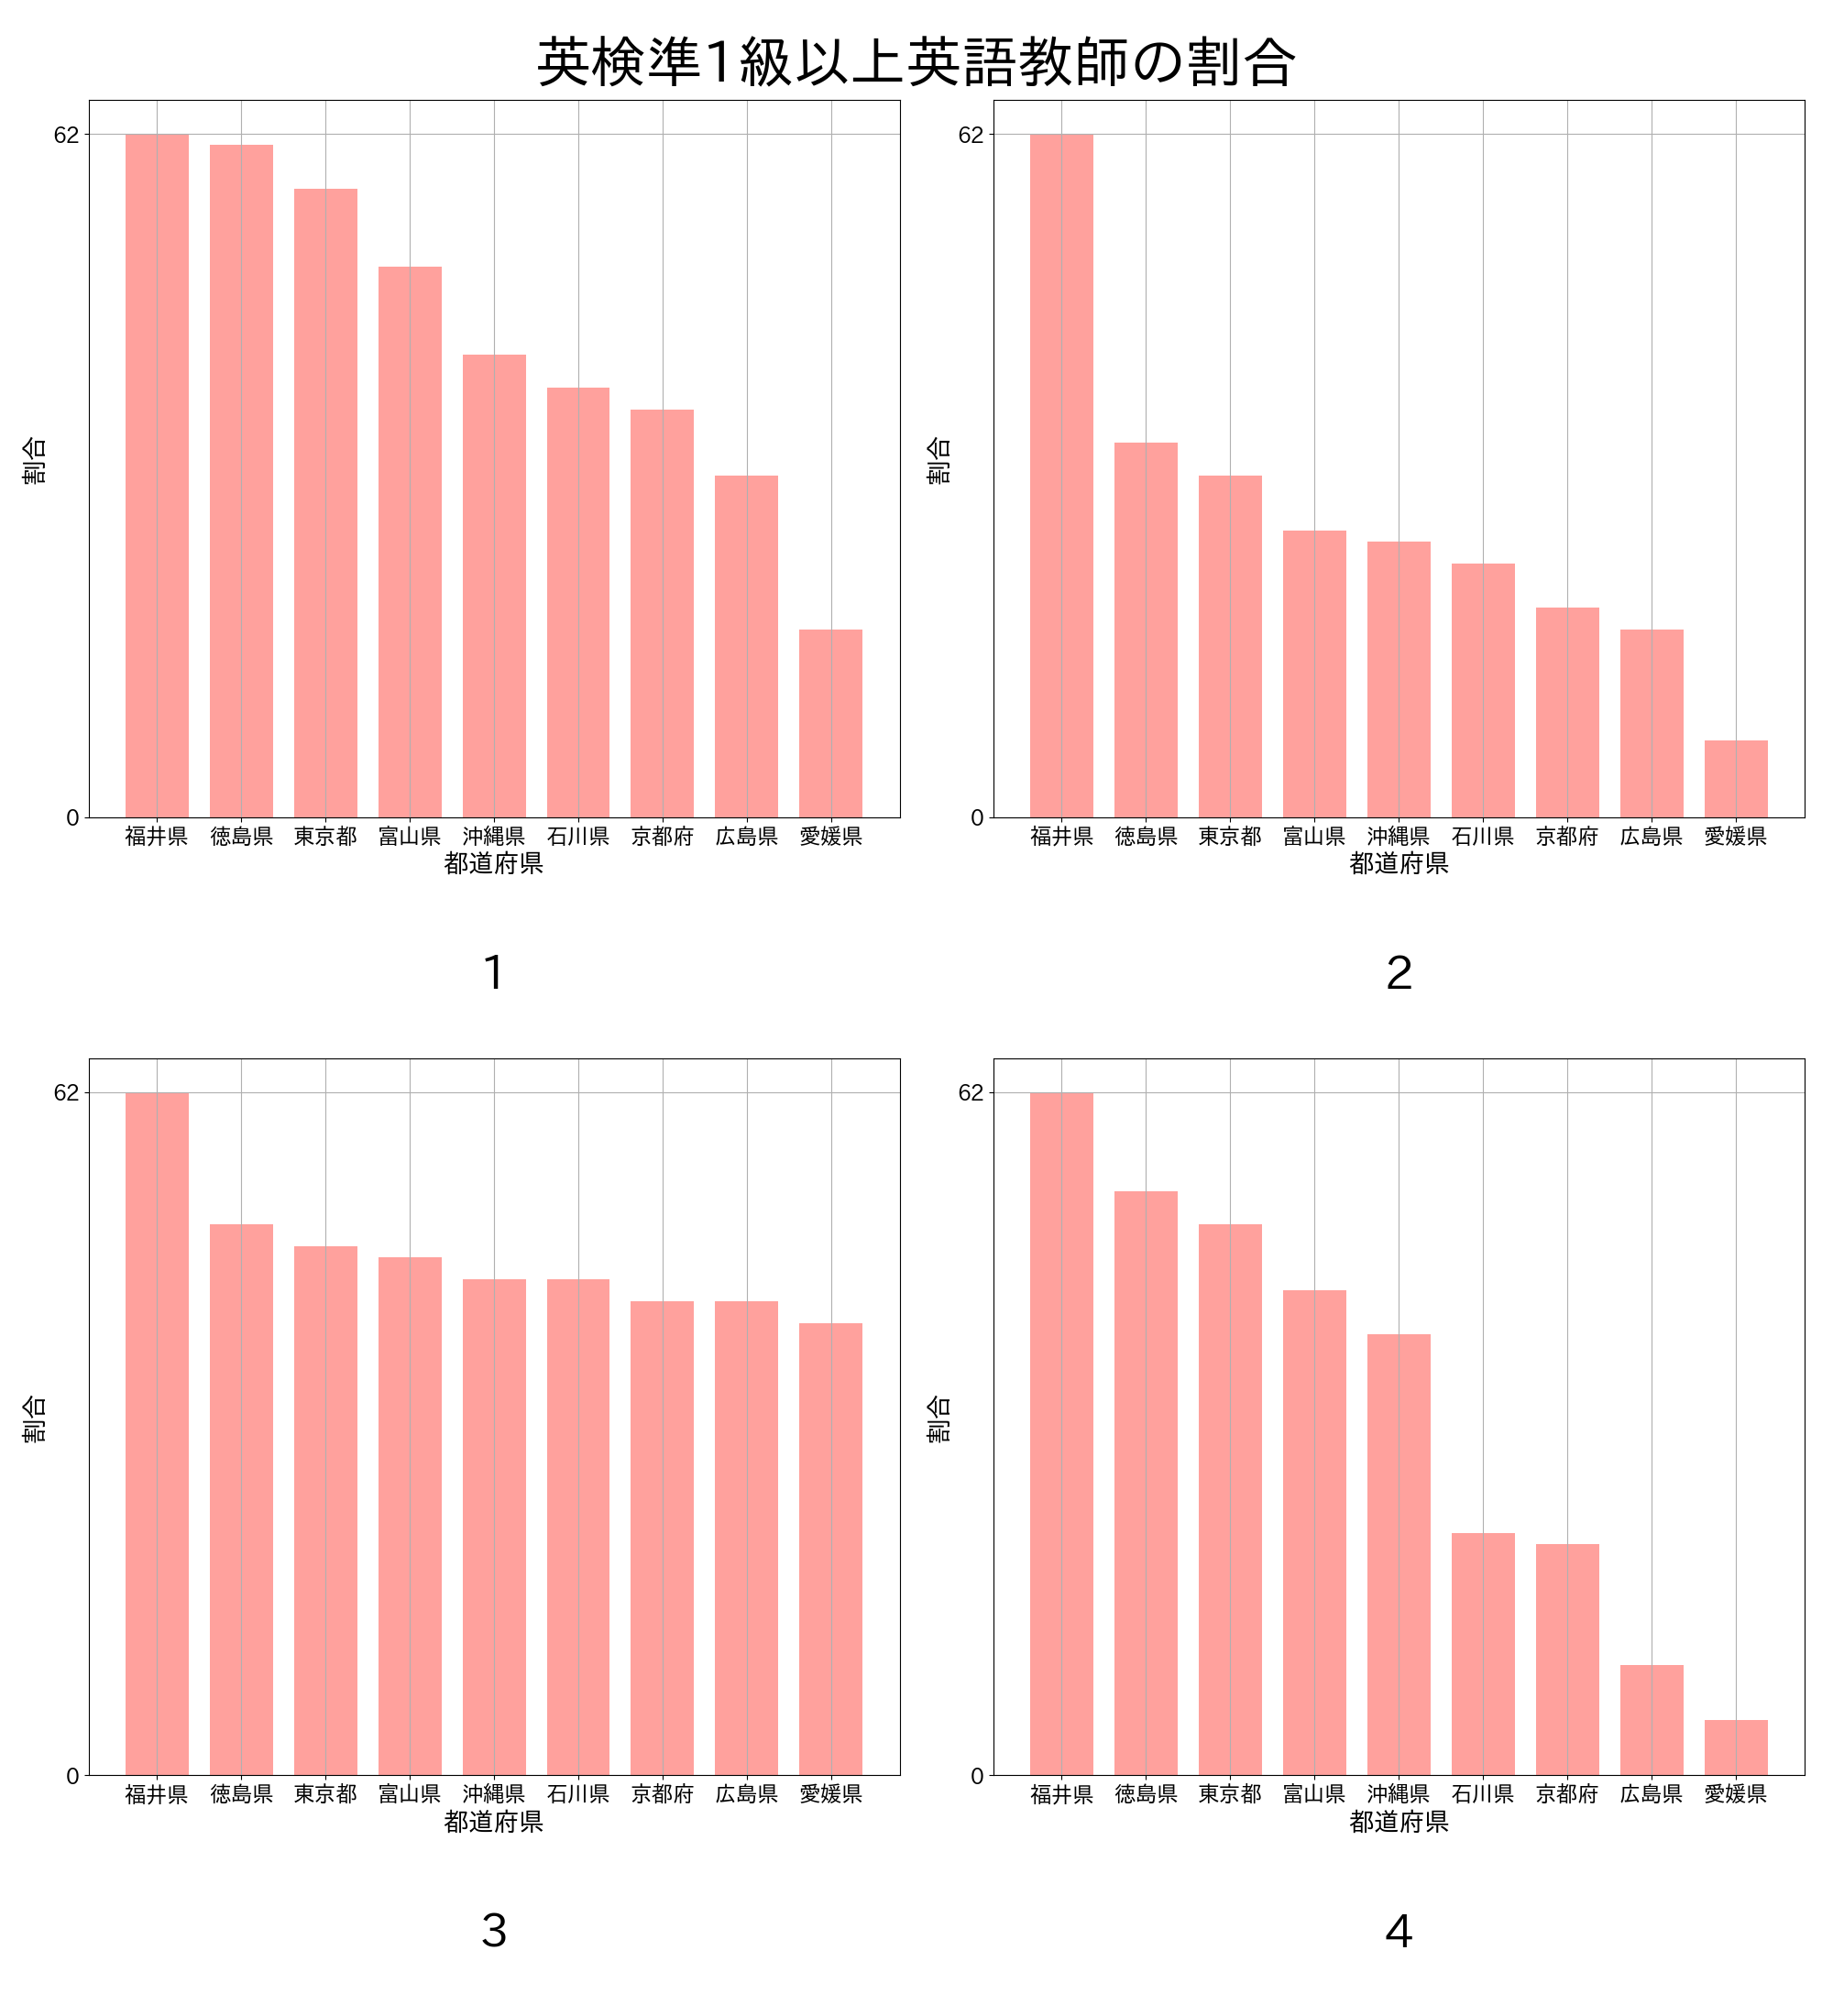 英検準1級以上英語教師の割合
62
0
割合
福井県 徳島県 東京都 富山県 沖縄県 石川県 京都府 広島県 愛媛県
都道府県
1
62
0
割合
福井県 徳島県 東京都 富山県 沖縄県 石川県 京都府 広島県 愛媛県
都道府県
2
62
0
割合
福井県 徳島県 東京都 富山県 沖縄県 石川県 京都府 広島県 愛媛県
都道府県
3
62
0
割合
福井県 徳島県 東京都 富山県 沖縄県 石川県 京都府 広島県 愛媛県
都道府県
4